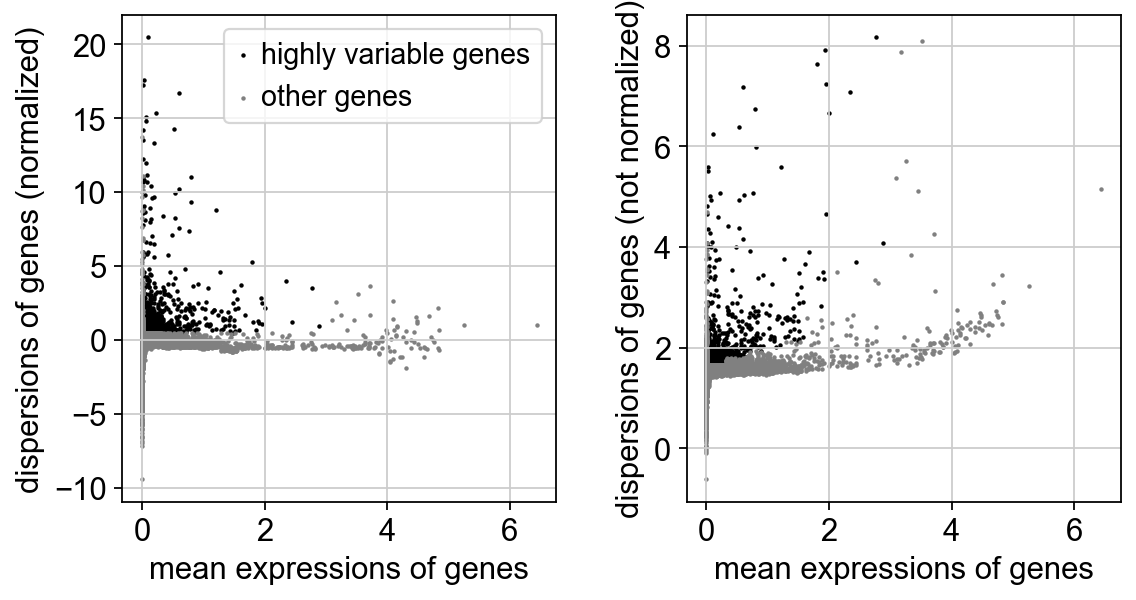 dispersions of genes (normalized)
20
15
10
5
0
−5
−10
highly variable genes
other genes
0 2 4 6
mean expressions of genes
dispersions of genes (not normalized)
8
6
4
2
0
0 2 4 6
mean expressions of genes